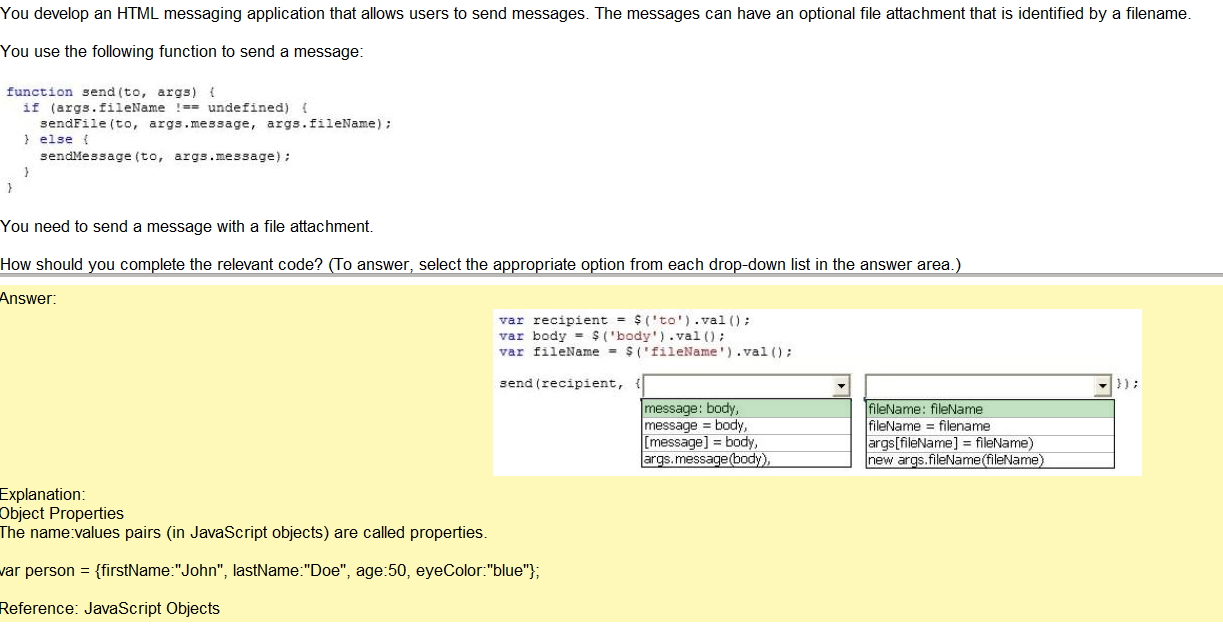 You develop an HTML messaging application that allows users to send messages. The messages can have an optional file attachment that is identified by a filename.
You use the following function to send a message:
function send(to, args) {
if (args.fileName !== undefined) {
sendFile(to, args.message, args.fileName);
} else {
sendMessage(to, args.message);
}
}
You need to send a message with a file attachment.
How should you complete the relevant code? (To answer, select the appropriate option from each drop-down list in the answer area.)
Answer:
var recipient = $('to').val();
var body = $('body').val();
var fileName = $('fileName').val();
send(recipient, { });
message: body,
message = body,
[message] = body,
args.message(body),
fileName: fileName
fileName = filename
args[fileName] = fileName)
new args.fileName(fileName)
Explanation:
Object Properties
The name:values pairs (in JavaScript objects) are called properties.
var person = {firstName:"John", lastName:"Doe", age:50, eyeColor:"blue"};
Reference: JavaScript Objects